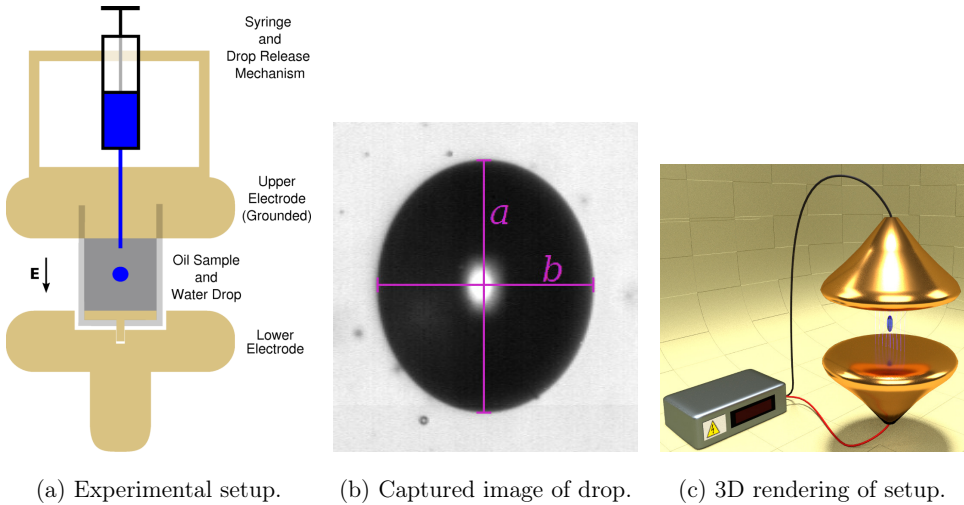 Syringe
and
Drop Release
Mechanism
Upper
Electrode
(Grounded)
E
Oil Sample
and
Water Drop
Lower
Electrode
a
b
(a) Experimental setup.
(b) Captured image of drop.
(c) 3D rendering of setup.